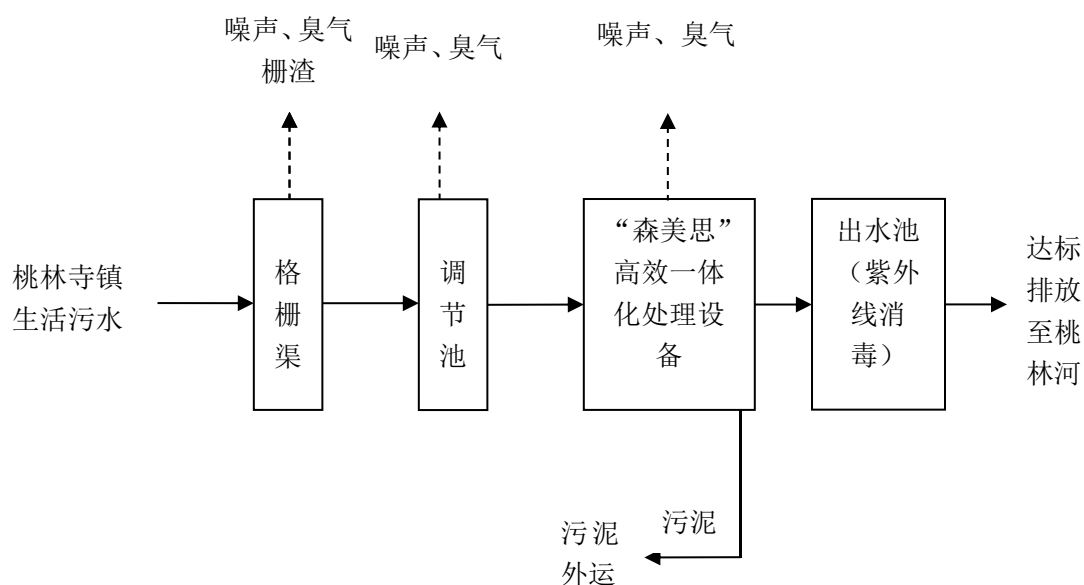 噪声、臭气
栅渣
噪声、臭气
噪声、臭气
桃林寺镇
生活污水
格
栅
渠
调
节
池
“森美思”
高效一体
化处理设
备
出水池
（紫外
线消
毒）
达标
排放
至桃
林河
污泥
污泥
外运